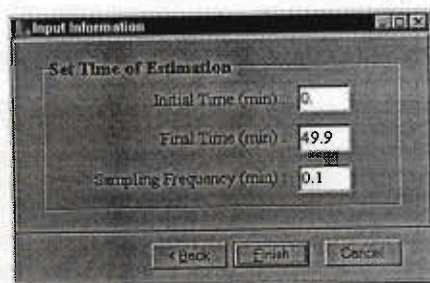 Input Information
Set Time of Estimation
Initial Time (min) : 0.
Final Time (min) : 49.9
Sampling Frequency (min) : 0.1
< Back Finish Cancel